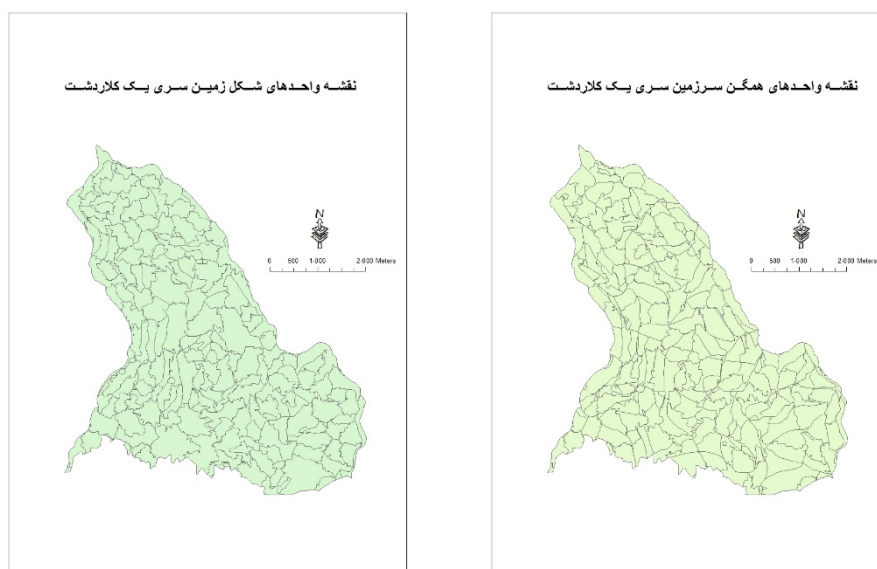 نقشه واحدهای شکل زمین سری یک کلاردشت
N
0 500 1·000 2·000 Meters
نقشه واحدهای همگن سرزمین سری یک کلاردشت
N
0 500 1·000 2·000 Meters